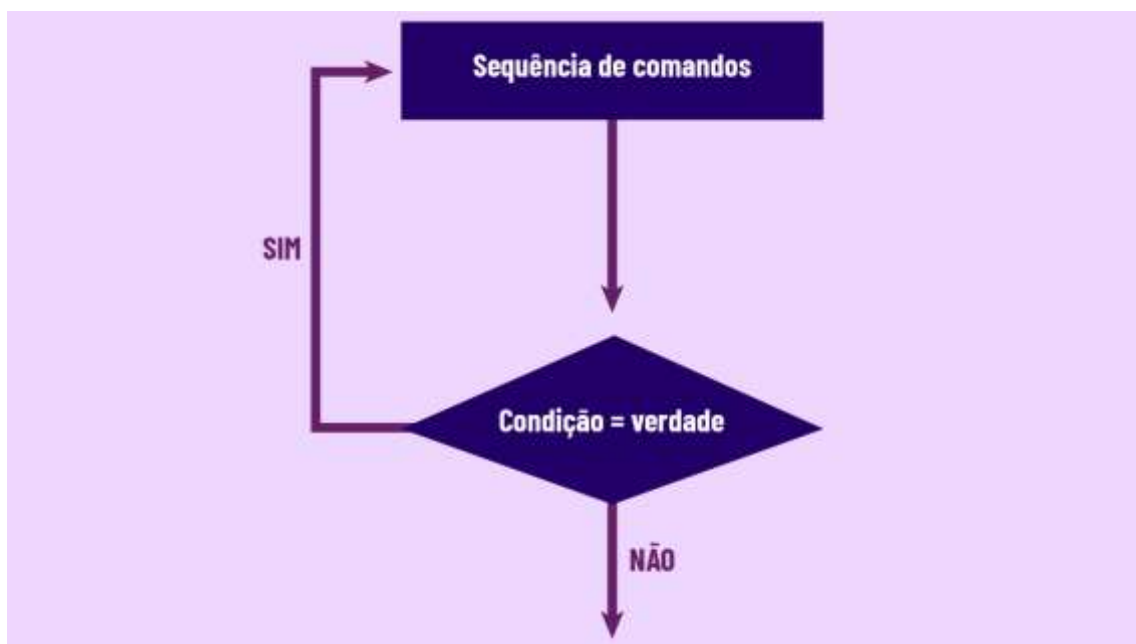 Sequência de comandos
SIM
Condição = verdade
NÃO